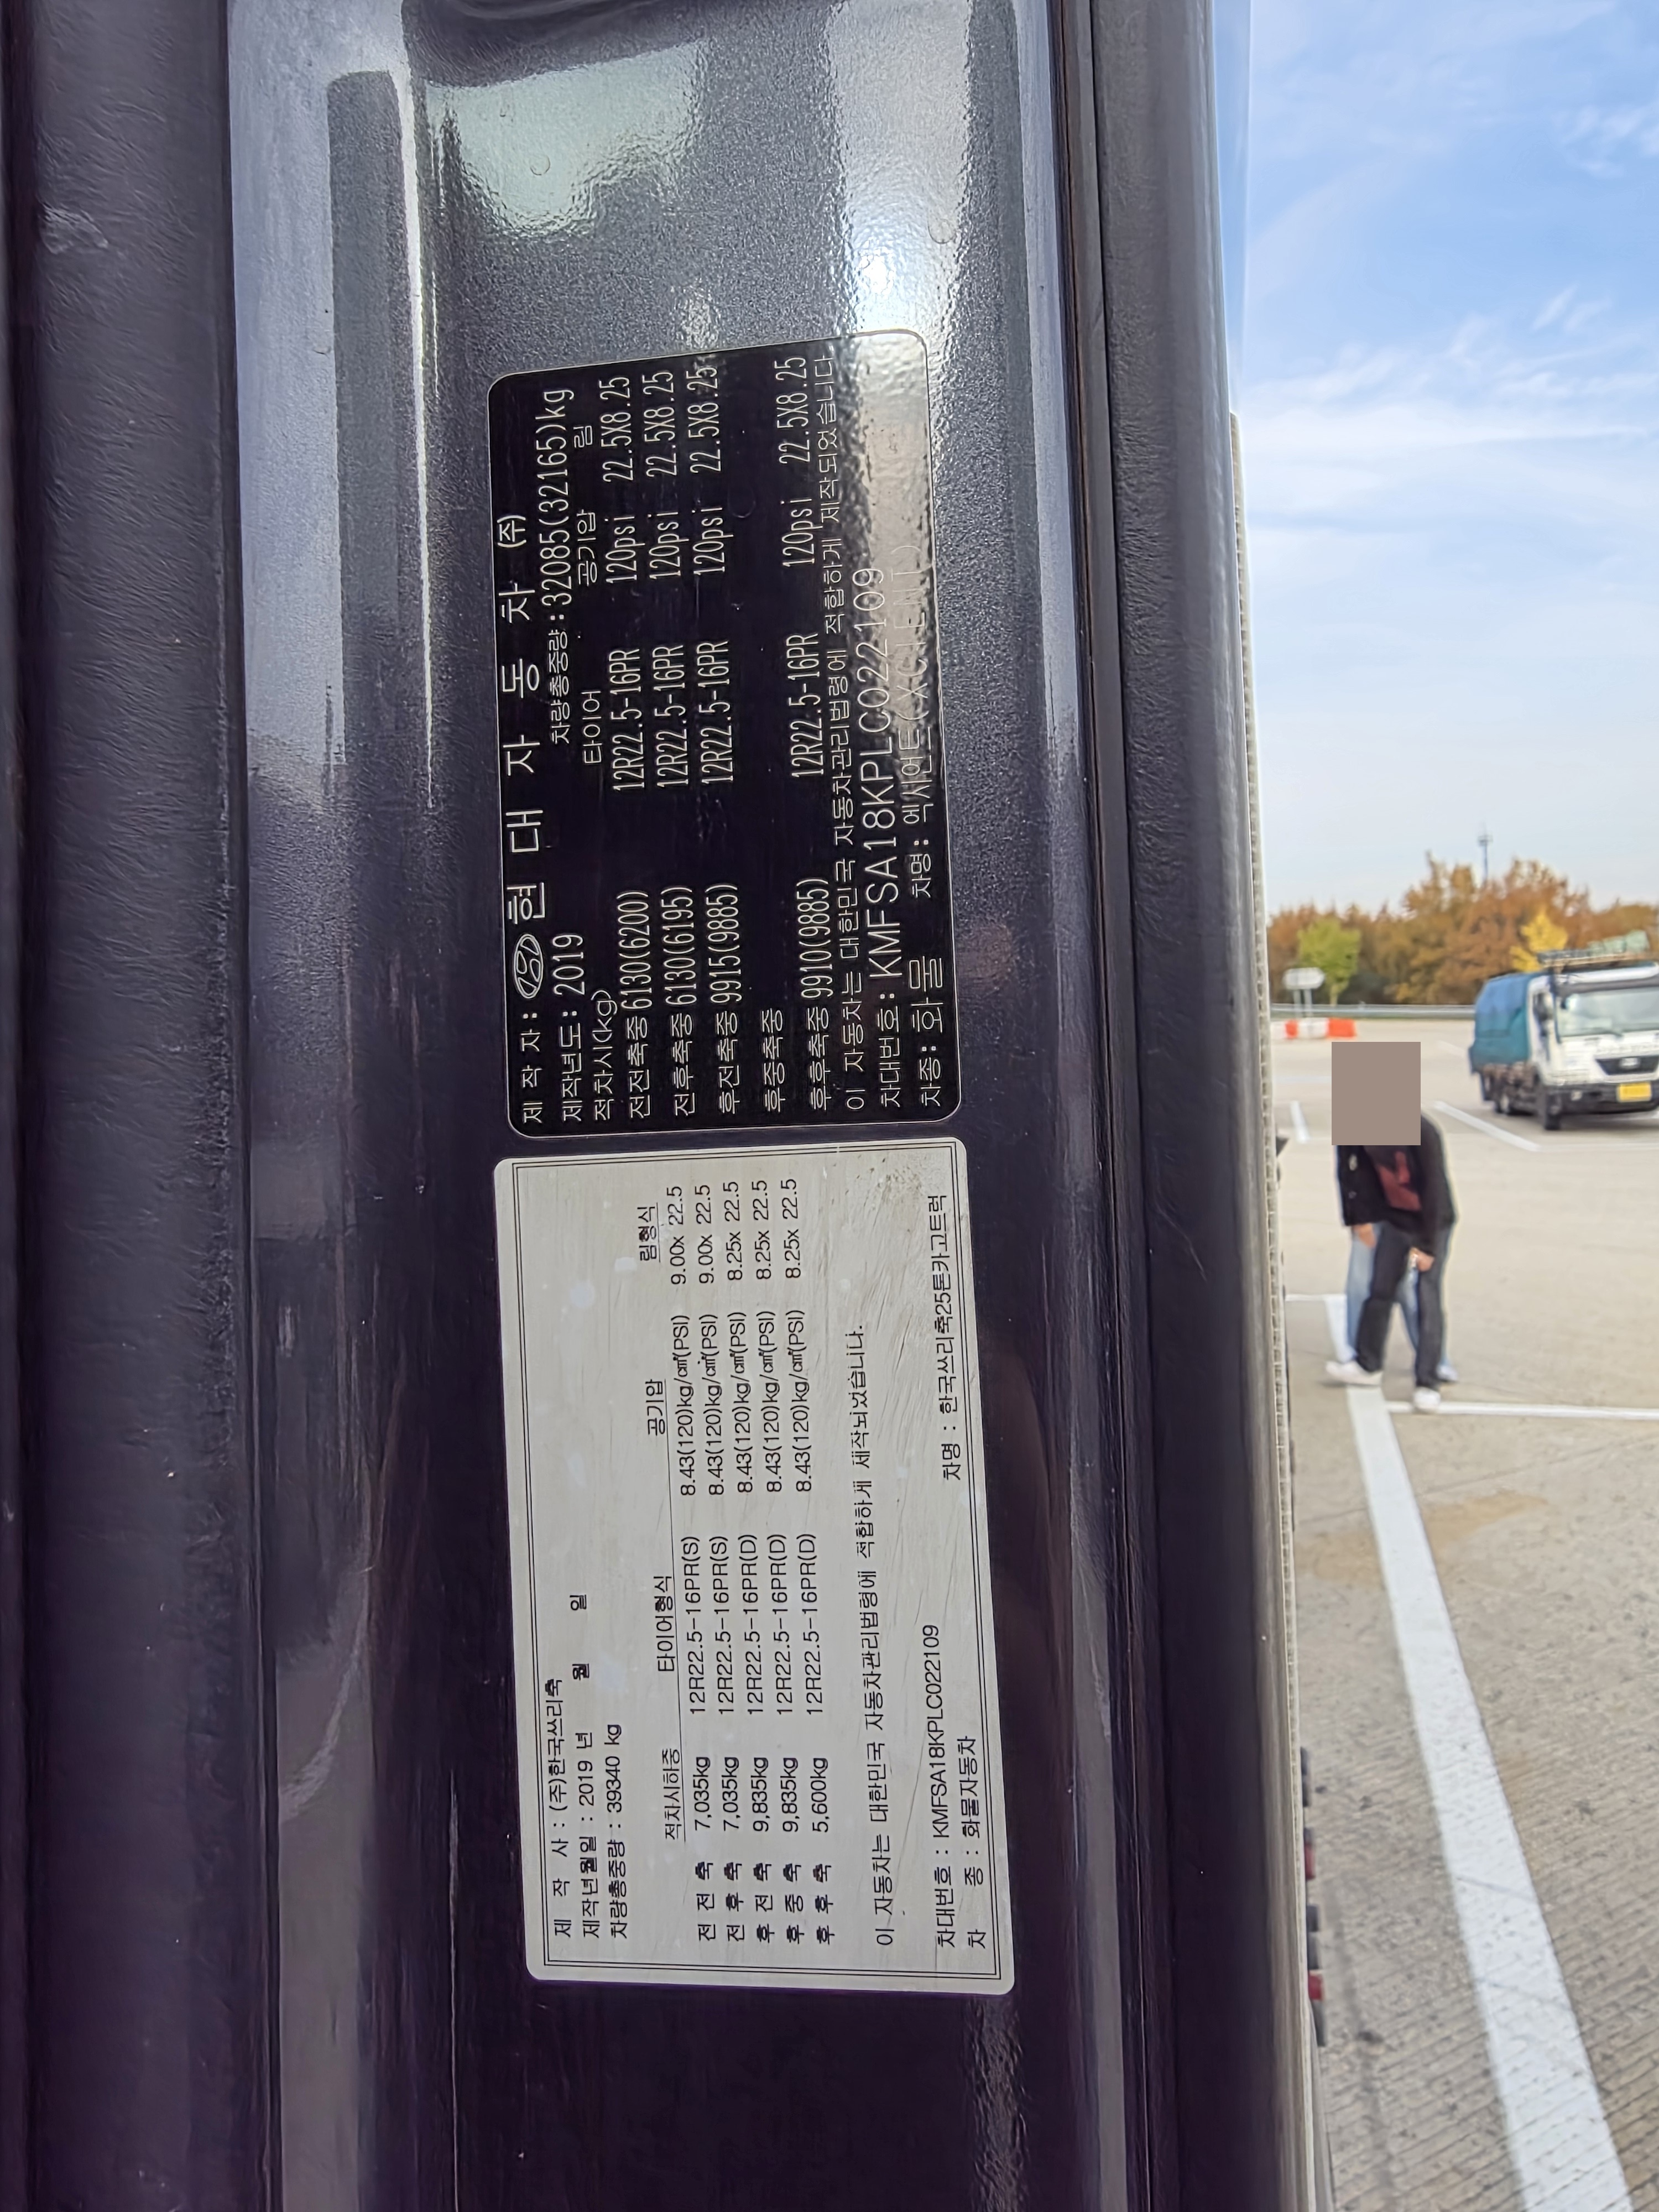 제 작 자: 현 대 자 동 차 (주)
제작년도: 2019 차량총중량:32085(32165)kg
적차시(kg) 타이어 공기압 림
전전축중 6130(6200) 12R22.5-16PR 120psi 22.5X8.25
전후축중 6130(6195) 12R22.5-16PR 120psi 22.5X8.25
후전축중 9915(9885) 12R22.5-16PR 120psi 22.5X8.25
후중축중
후후축중 9910(9885) 12R22.5-16PR 120psi 22.5X8.25
이 자동차는 대한민국 자동차관리법령에 적합하게 제작되었습니다
차대번호: KMFSA18KPLC022109
차종: 화물 차명: 엑시언트(XCIENT)
제 작 사 : (주)한국쓰리축
제작년월일 : 2019 년 월 일
차량총중량 : 39340 kg
적차시하중 타이어형식 공기압 림형식
전 전 축 7,035kg 12R22.5-16PR(S) 8.43(120)kg/㎠(PSI) 9.00x 22.5
전 후 축 7,035kg 12R22.5-16PR(S) 8.43(120)kg/㎠(PSI) 9.00x 22.5
후 전 축 9,835kg 12R22.5-16PR(D) 8.43(120)kg/㎠(PSI) 8.25x 22.5
후 중 축 9,835kg 12R22.5-16PR(D) 8.43(120)kg/㎠(PSI) 8.25x 22.5
후 후 축 5,600kg 12R22.5-16PR(D) 8.43(120)kg/㎠(PSI) 8.25x 22.5
이 자동차는 대한민국 자동차관리법령에 적합하게 제작되었습니다.
차대번호 : KMFSA18KPLC022109
차 종 : 화물자동차 차명 : 한국쓰리축25톤카고트럭